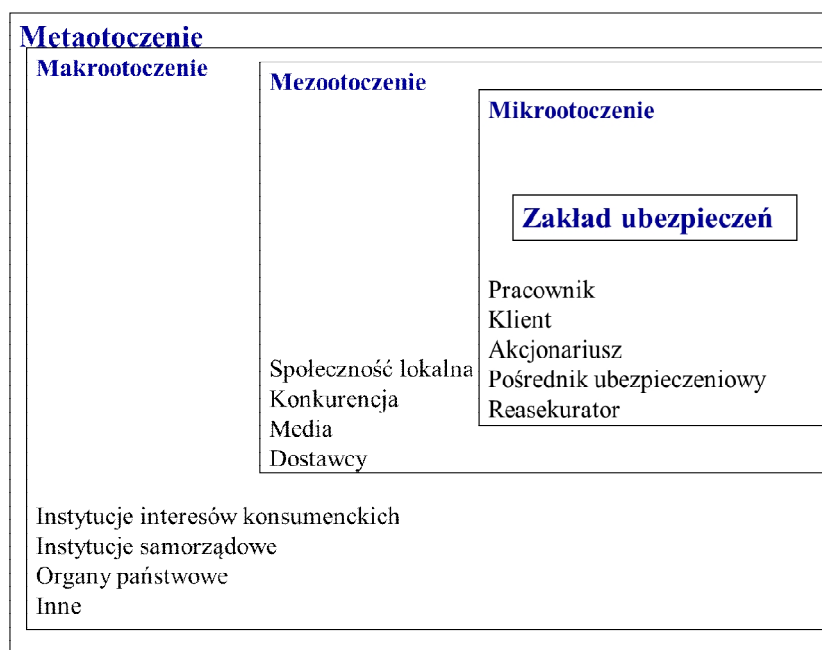 Metaotoczenie
Makrootoczenie
Mezootoczenie
Mikrootoczenie
Zakład ubezpieczeń
Pracownik
Klient
Akcjonariusz
Pośrednik ubezpieczeniowy
Reasekurator
Społeczność lokalna
Konkurencja
Media
Dostawcy
Instytucje interesów konsumenckich
Instytucje samorządowe
Organy państwowe
Inne